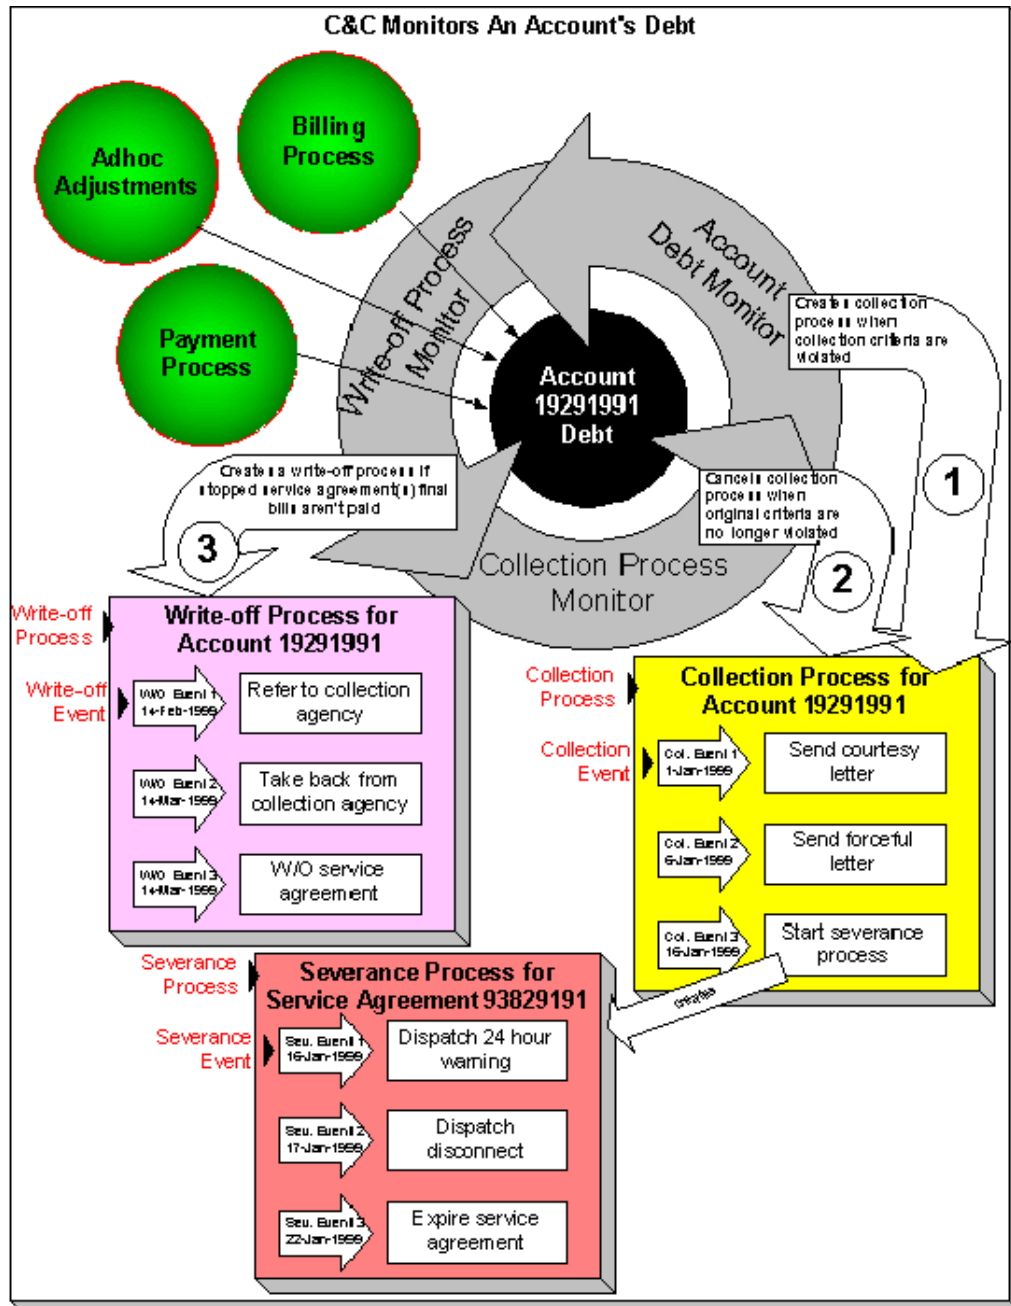 C&C Monitors An Account's Debt
Billing
Process
Adhoc
Adjustments
Payment
Process
Write-off Process
Monitor
Account
Debt Monitor
Account
19291991
Debt
Collection Process
Monitor
Creates collection
process when
collection criteria are
violated
1
Cancels collection
process when
original criteria are
no longer violated
2
Creates a write-off process if
stopped service agreement(s) final
bills aren't paid
3
Write-off
Process
Write-off Process for
Account 19291991
Write-off
Event
W/O Event 1
14-Feb-1999
Refer to collection
agency
W/O Event 2
14-Mar-1999
Take back from
collection agency
W/O Event 3
14-Mar-1999
W/O service
agreement
Collection
Process
Collection Process for
Account 19291991
Collection
Event
Col. Event 1
1-Jan-1999
Send courtesy
letter
Col. Event 2
6-Jan-1999
Send forceful
letter
Col. Event 3
16-Jan-1999
Start severance
process
Severance
Process
Severance Process for
Service Agreement 93829191
Severance
Event
Sev. Event 1
16-Jan-1999
Dispatch 24 hour
warning
Sev. Event 2
17-Jan-1999
Dispatch
disconnect
Sev. Event 3
22-Jan-1999
Expire service
agreement